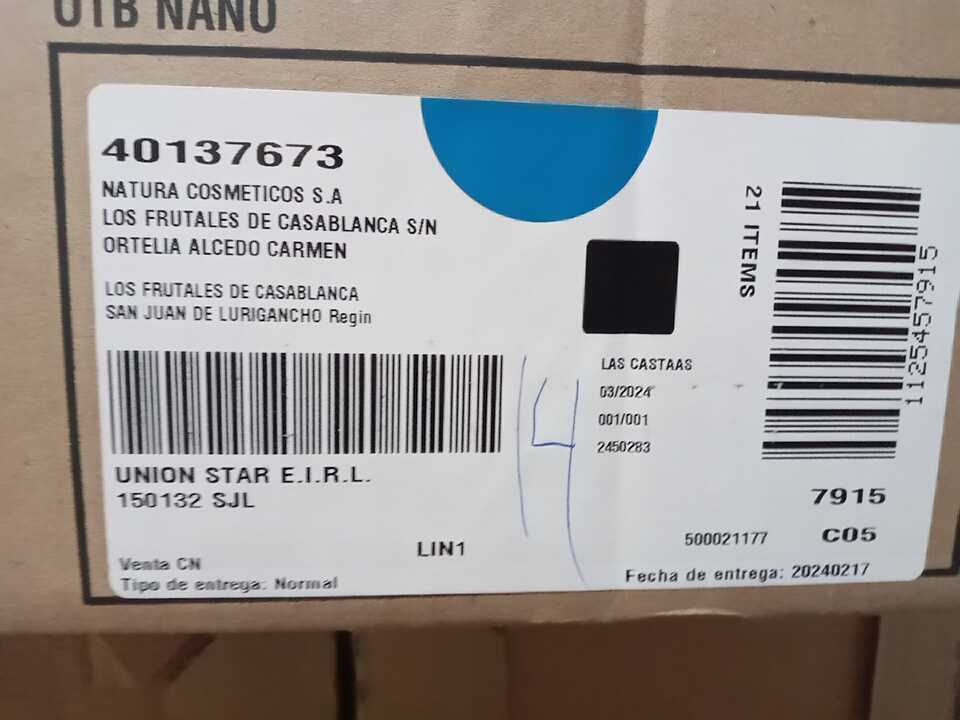 UTB NANO
40137673
NATURA COSMETICOS S.A
LOS FRUTALES DE CASABLANCA S/N
ORTELIA ALCEDO CARMEN
LOS FRUTALES DE CASABLANCA
SAN JUAN DE LURIGANCHO Regin
21 ITEMS
1125457915
LAS CASTAAS
03/2024
001/001
2450283
UNION STAR E.I.R.L.
150132 SJL
7915
LIN1
500021177
C05
Venta CN
Tipo de entrega: Normal
Fecha de entrega: 20240217